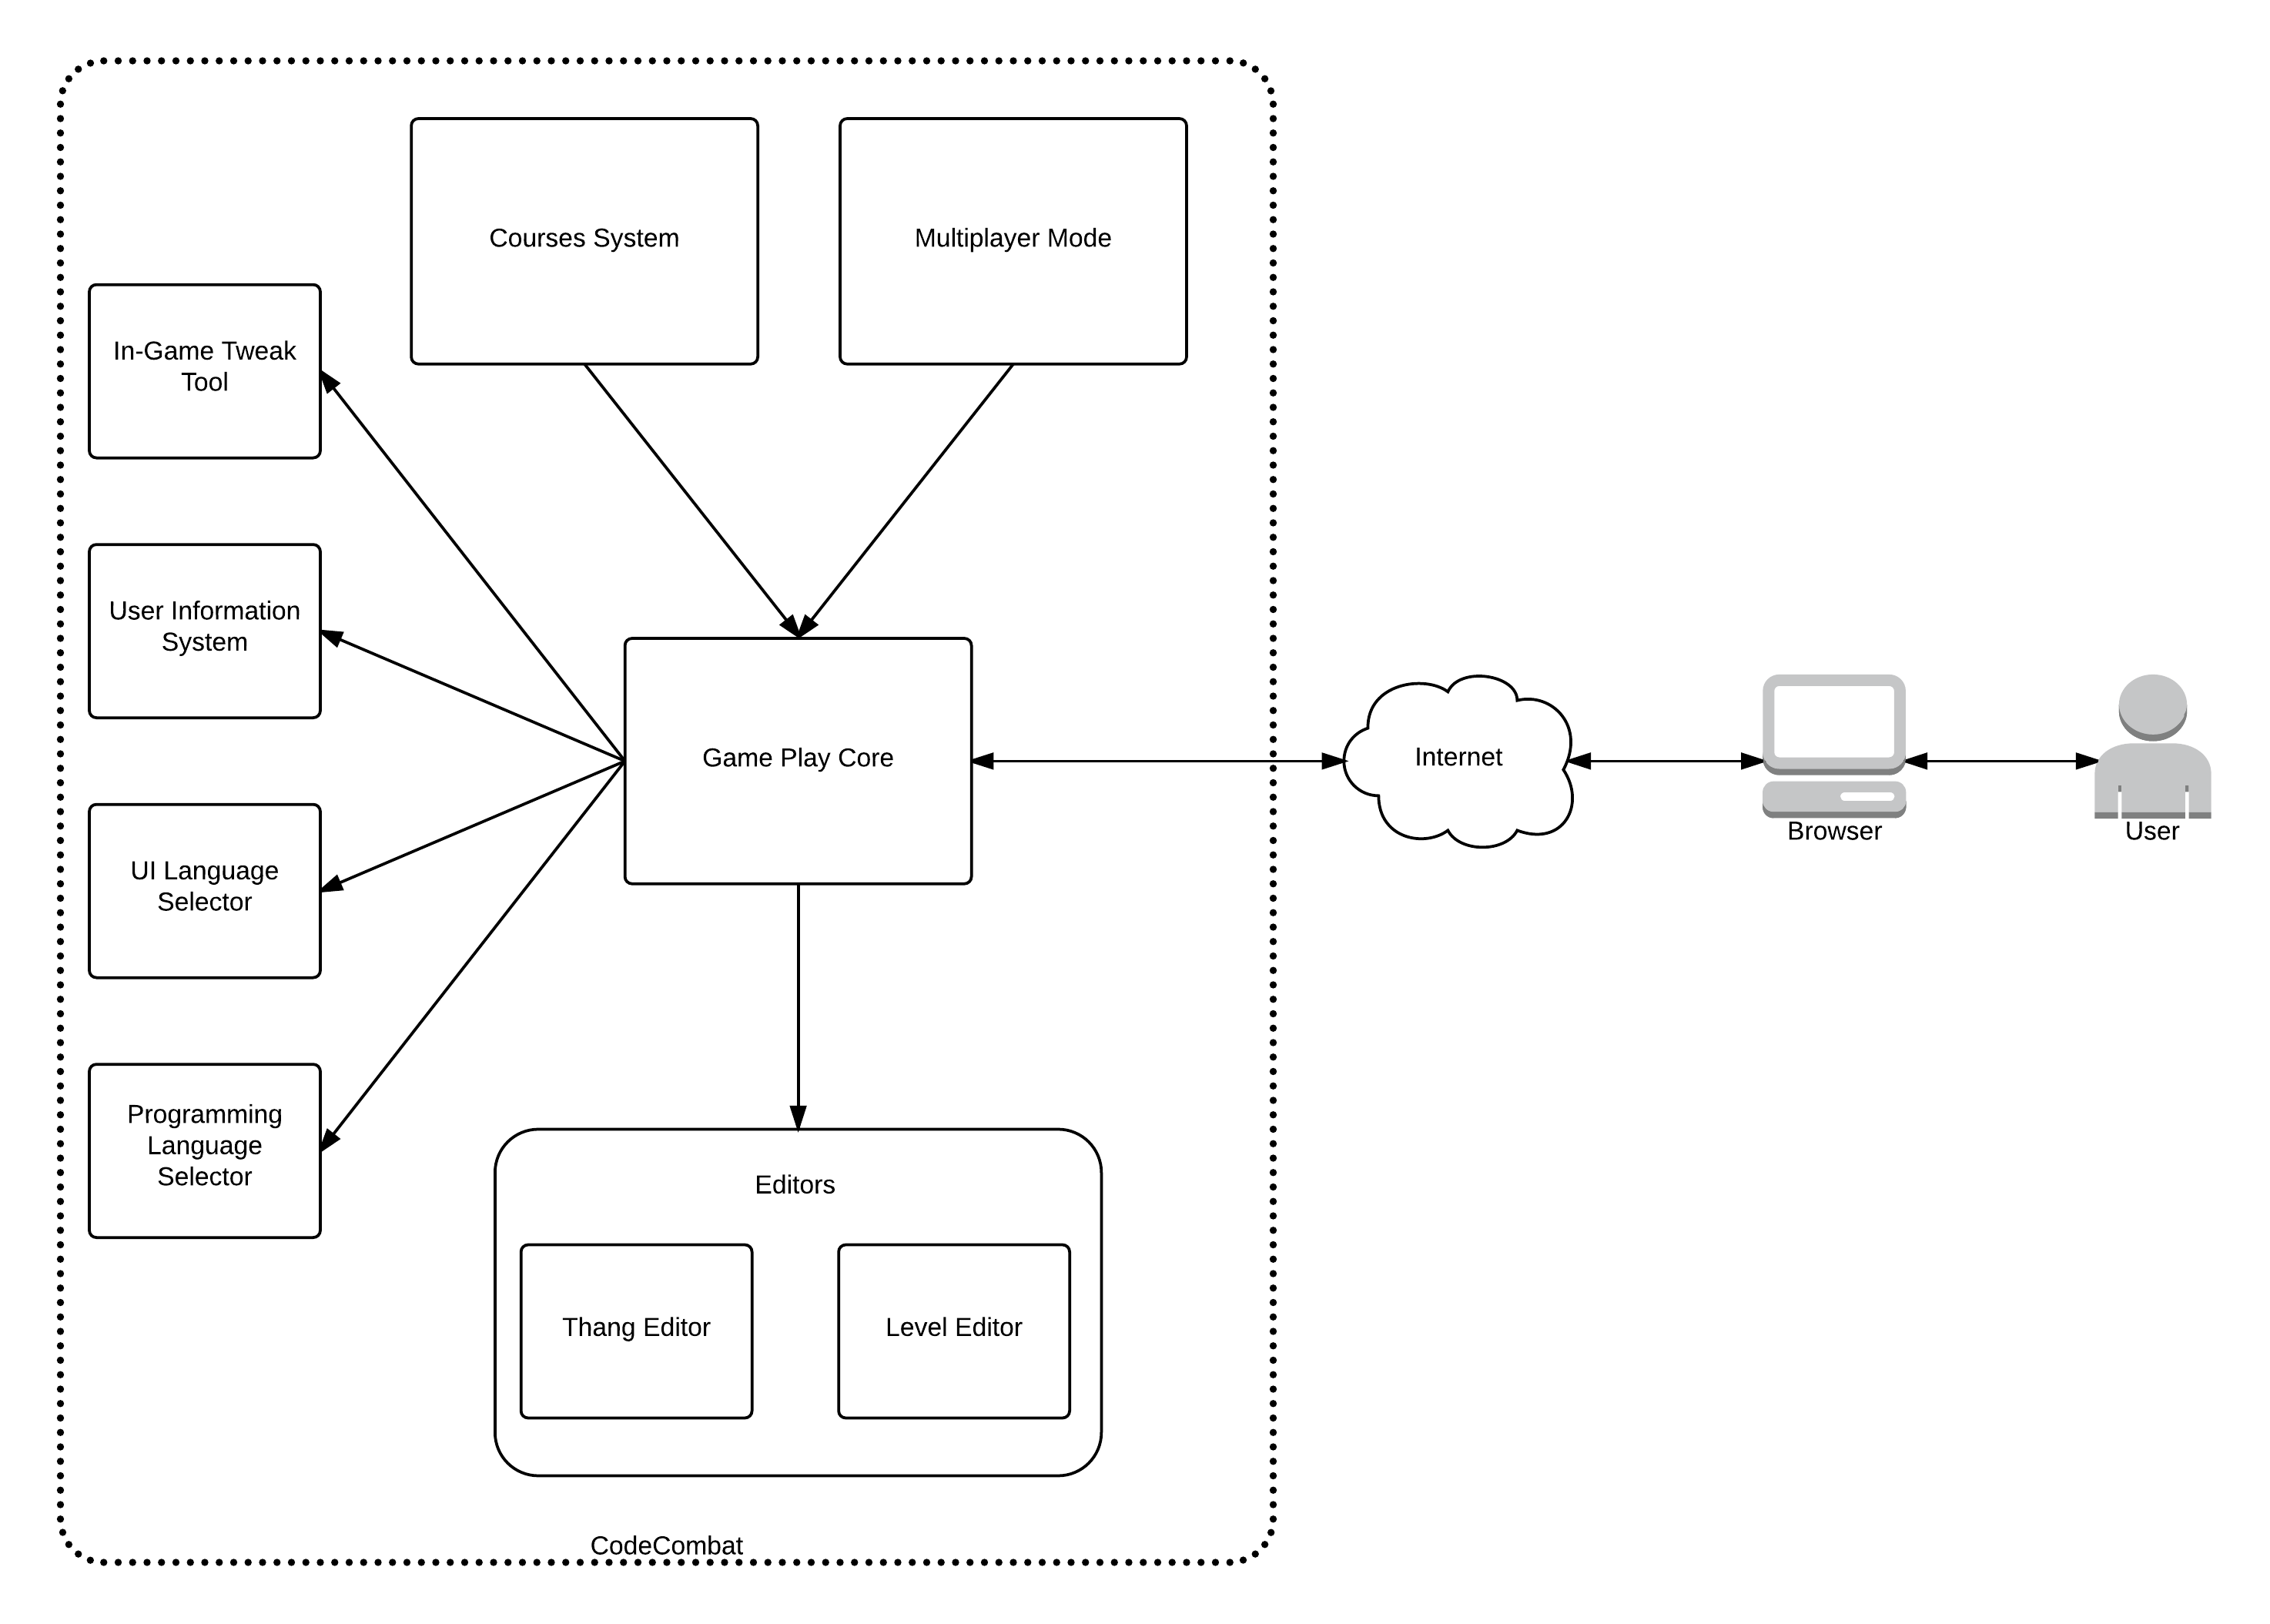 Courses System
Multiplayer Mode
In-Game Tweak
Tool
User Information
System
UI Language
Selector
Programming
Language
Selector
Game Play Core
Internet
Browser
User
Editors
Thang Editor
Level Editor
CodeCombat